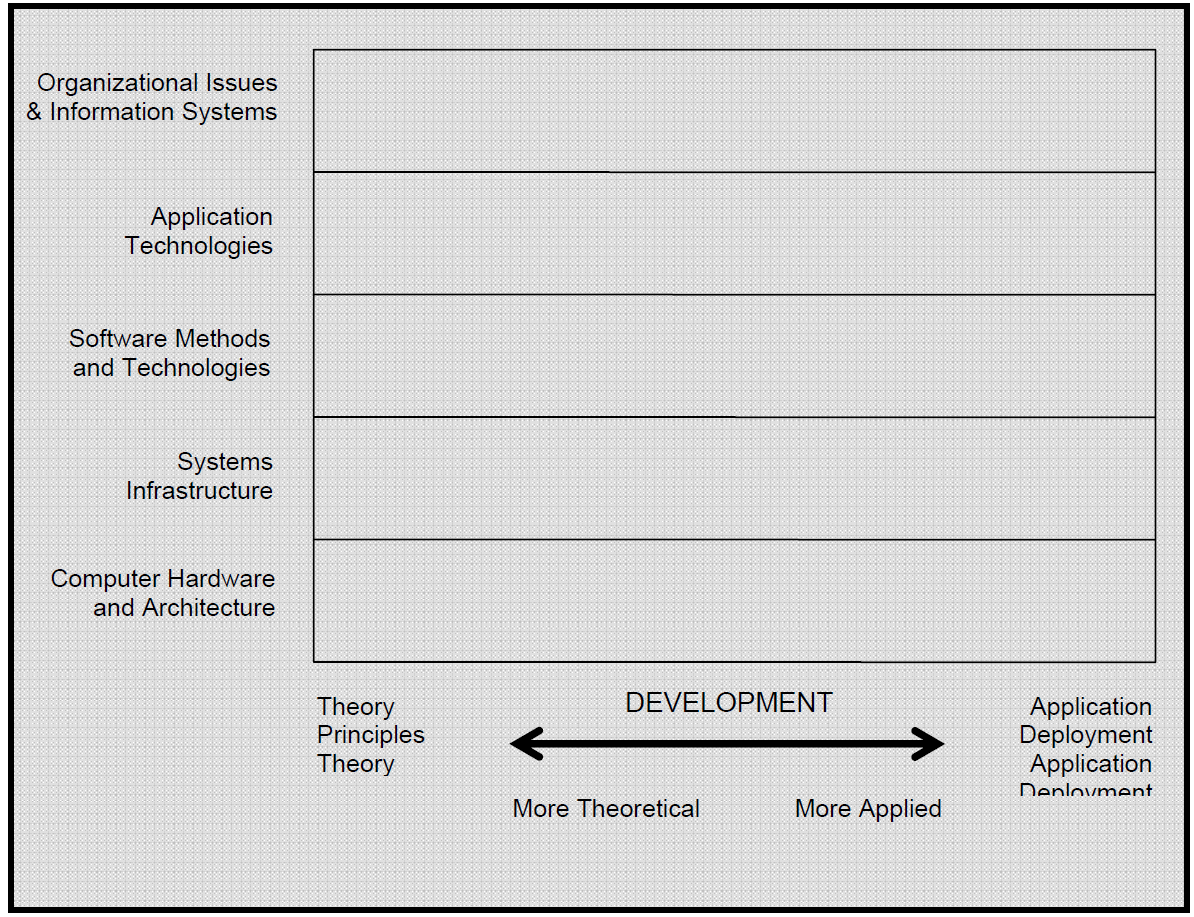 Organizational Issues
& Information Systems
Application
Technologies
Software Methods
and Technologies
Systems
Infrastructure
Computer Hardware
and Architecture
Theory
Principles
Theory
DEVELOPMENT
Application
Deployment
Application
Deployment
More Theoretical
More Applied